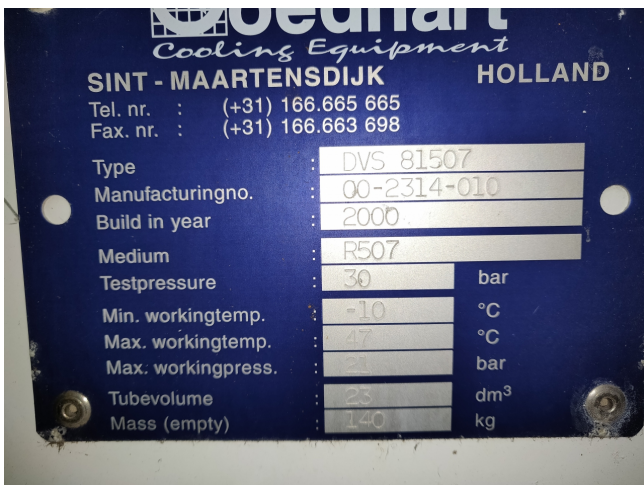 Goedhart
Cooling Equipment
SINT - MAARTENSDIJK HOLLAND
Tel. nr. : (+31) 166.665 665
Fax. nr. : (+31) 166.663 698
Type : DVS 81507
Manufacturingno. : 00-2314-010
Build in year : 2000
Medium : R507
Testpressure : 30 bar
Min. workingtemp. : -10 °C
Max. workingtemp. : 47 °C
Max. workingpress. : 21 bar
Tubevolume : 23 dm³
Mass (empty) : 140 kg